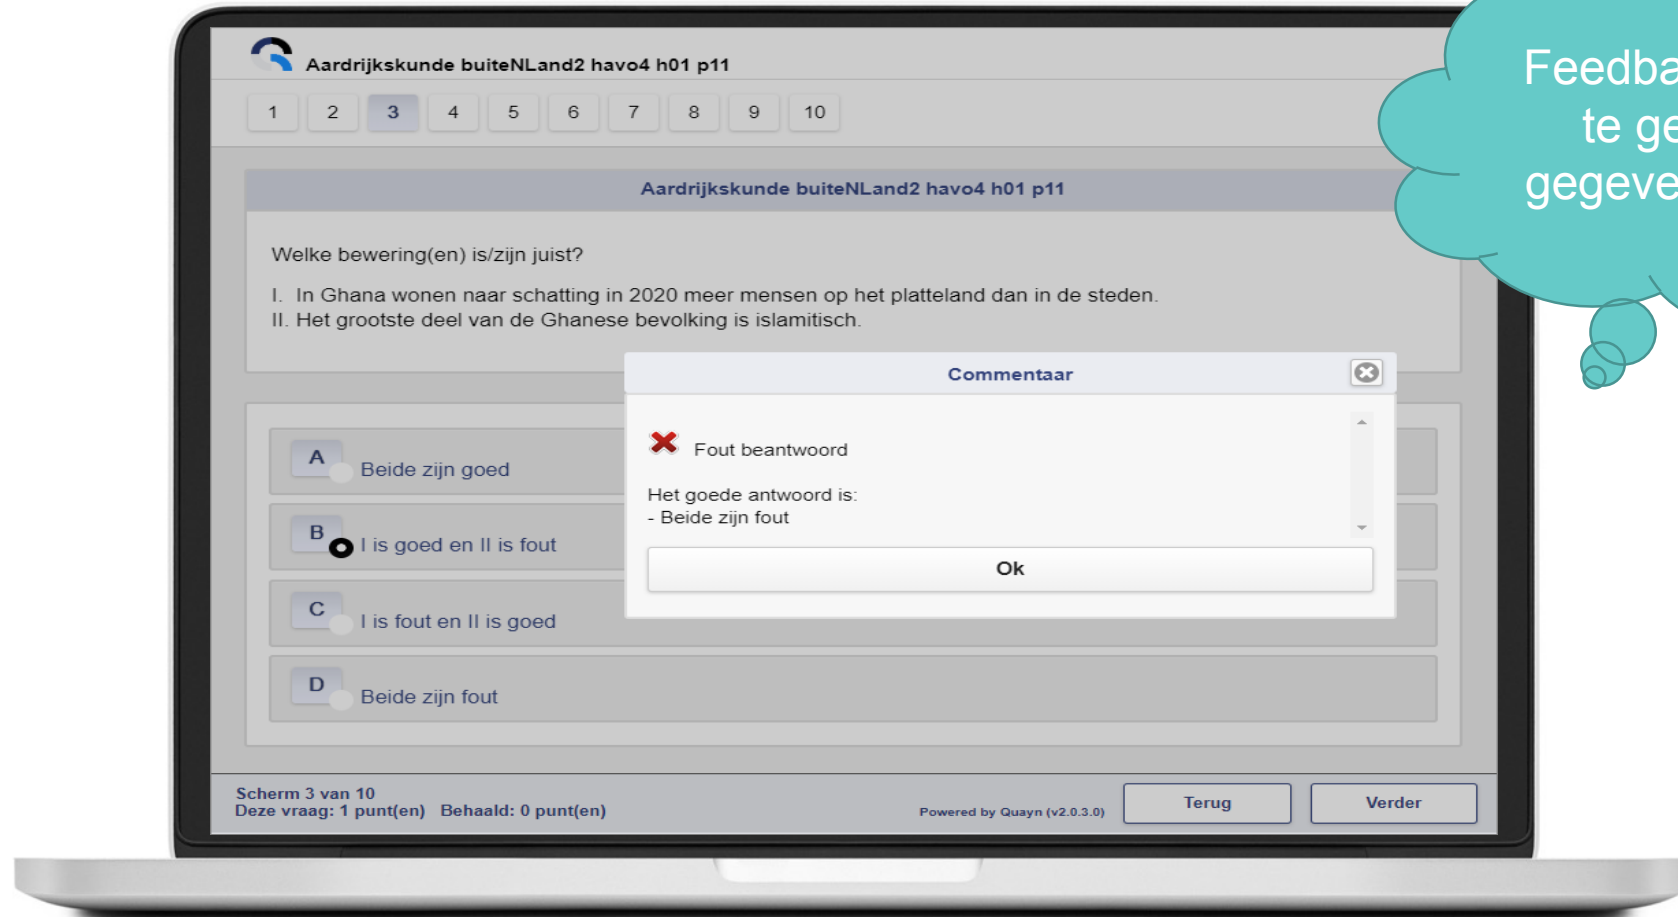 Aardrijkskunde buiteNLand2 havo4 h01 p11
1 2 3 4 5 6 7 8 9 10
Aardrijkskunde buiteNLand2 havo4 h01 p11
Welke bewering(en) is/zijn juist?
I. In Ghana wonen naar schatting in 2020 meer mensen op het platteland dan in de steden.
II. Het grootste deel van de Ghanese bevolking is islamitisch.
Commentaar
Fout beantwoord
Het goede antwoord is:
- Beide zijn fout
Ok
A Beide zijn goed
B I is goed en II is fout
C I is fout en II is goed
D Beide zijn fout
Scherm 3 van 10
Deze vraag: 1 punt(en) Behaald: 0 punt(en)
Powered by Quayn (v2.0.3.0)
Terug
Verder
te